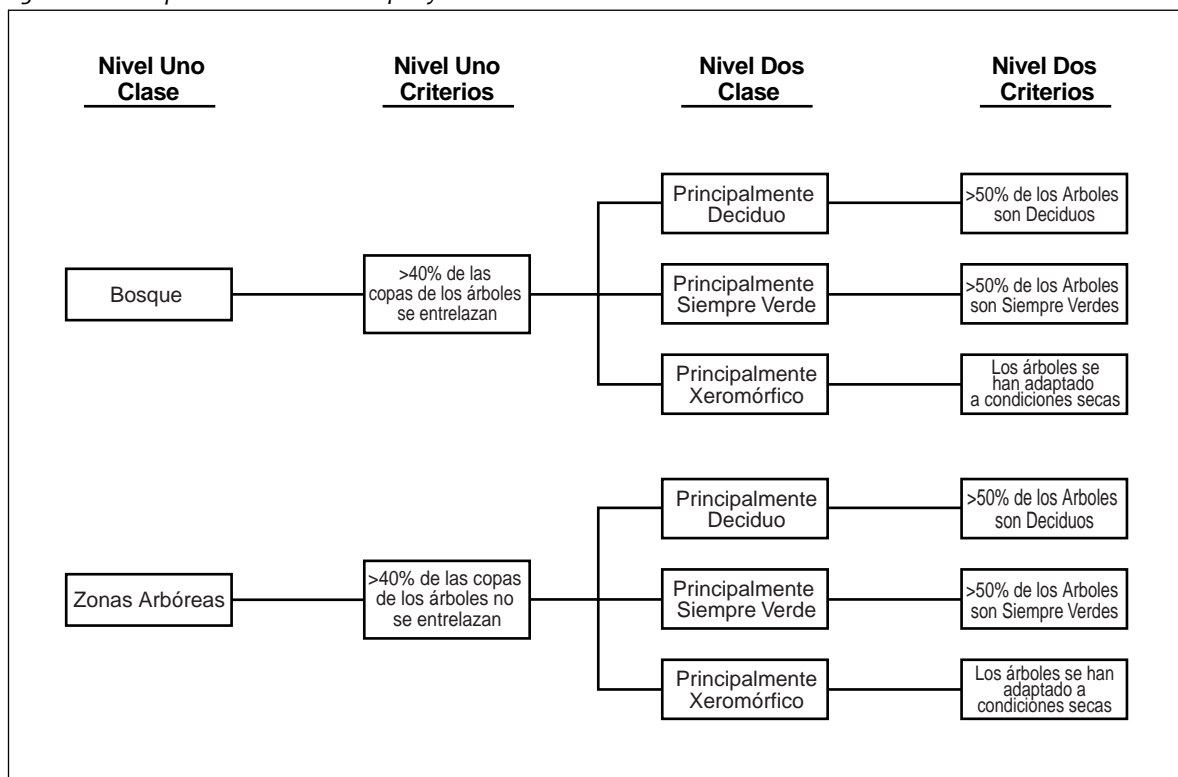 Nivel Uno
Clase
Nivel Uno
Criterios
Nivel Dos
Clase
Nivel Dos
Criterios
Bosque
>40% de las
copas de los árboles
se entrelazan
Principalmente
Deciduo
>50% de los Arboles
son Deciduos
Principalmente
Siempre Verde
>50% de los Arboles
son Siempre Verdes
Principalmente
Xeromórfico
Los árboles se
han adaptado
a condiciones secas
Zonas Arbóreas
>40% de las copas
de los árboles no
se entrelazan
Principalmente
Deciduo
>50% de los Arboles
son Deciduos
Principalmente
Siempre Verde
>50% de los Arboles
son Siempre Verdes
Principalmente
Xeromórfico
Los árboles se han
adaptado a
condiciones secas